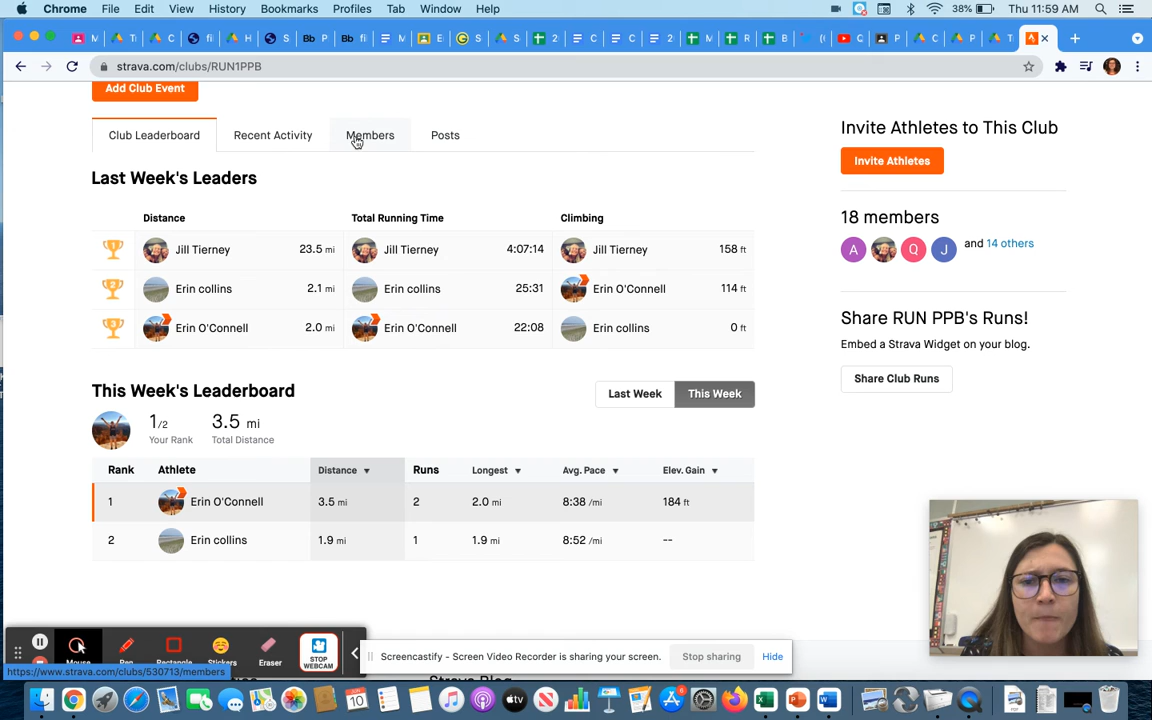 Chrome File Edit View History Bookmarks Profiles Tab Window Help 38% Thu 11:59 AM
strava.com/clubs/RUN1PPB
Add Club Event
Club Leaderboard Recent Activity Members Posts
Last Week's Leaders
Distance Total Running Time Climbing
1 Jill Tierney 23.5 mi Jill Tierney 4:07:14 Jill Tierney 158 ft
2 Erin collins 2.1 mi Erin collins 25:31 Erin O'Connell 114 ft
3 Erin O'Connell 2.0 mi Erin O'Connell 22:08 Erin collins 0 ft
This Week's Leaderboard Last Week This Week
1/2 3.5 mi
Your Rank Total Distance
Rank Athlete Distance ▼ Runs Longest ▼ Avg. Pace ▼ Elev. Gain ▼
1 Erin O'Connell 3.5 mi 2 2.0 mi 8:38 /mi 184 ft
2 Erin collins 1.9 mi 1 1.9 mi 8:52 /mi --
Invite Athletes to This Club
Invite Athletes
18 members
A Q J and 14 others
Share RUN PPB's Runs!
Embed a Strava Widget on your blog.
Share Club Runs
Mouse Pen Rectangle Stickers Eraser STOP WEBCAM
Screencastify - Screen Video Recorder is sharing your screen. Stop sharing Hide
https://www.strava.com/clubs/530713/members
Strava Blog